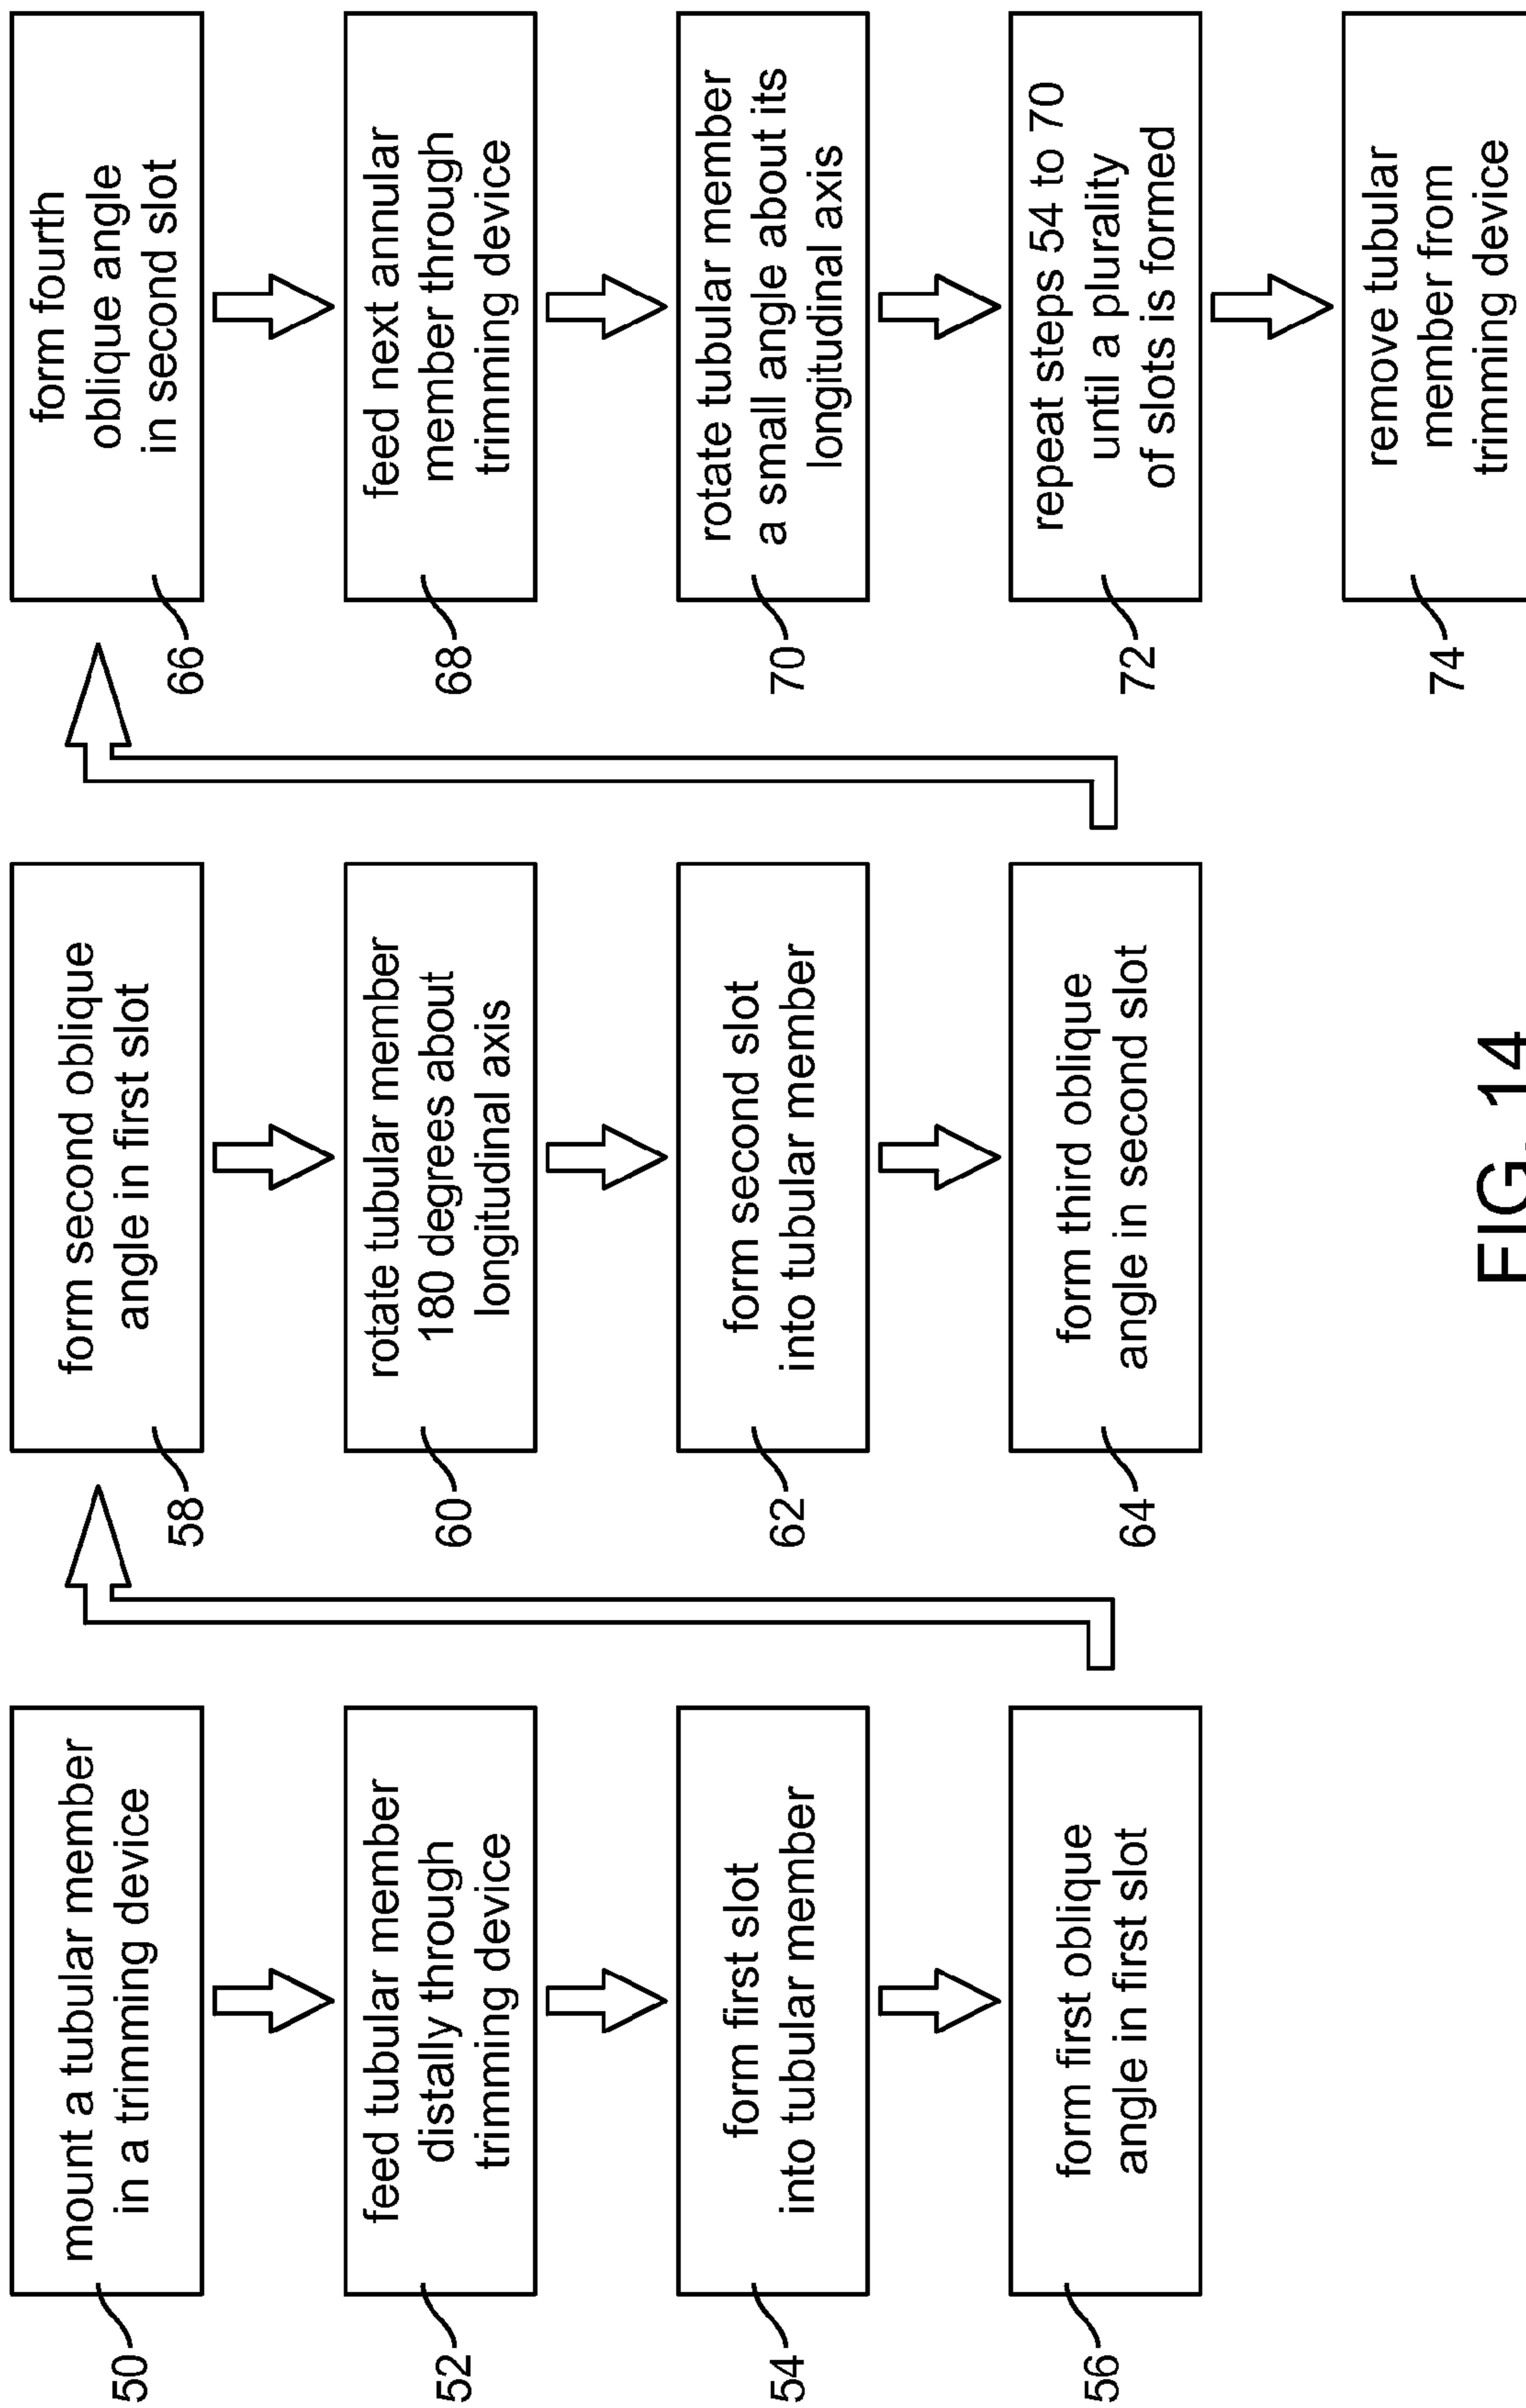 50
mount a tubular member
in a trimming device
52
feed tubular member
distally through
trimming device
54
form first slot
into tubular member
56
form first oblique
angle in first slot
58
form second oblique
angle in first slot
60
rotate tubular member
180 degrees about
longitudinal axis
62
form second slot
into tubular member
64
form third oblique
angle in second slot
66
form fourth
oblique angle
in second slot
68
feed next annular
member through
trimming device
70
rotate tubular member
a small angle about its
longitudinal axis
72
repeat steps 54 to 70
until a plurality
of slots is formed
74
remove tubular
member from
trimming device
FIG. 14